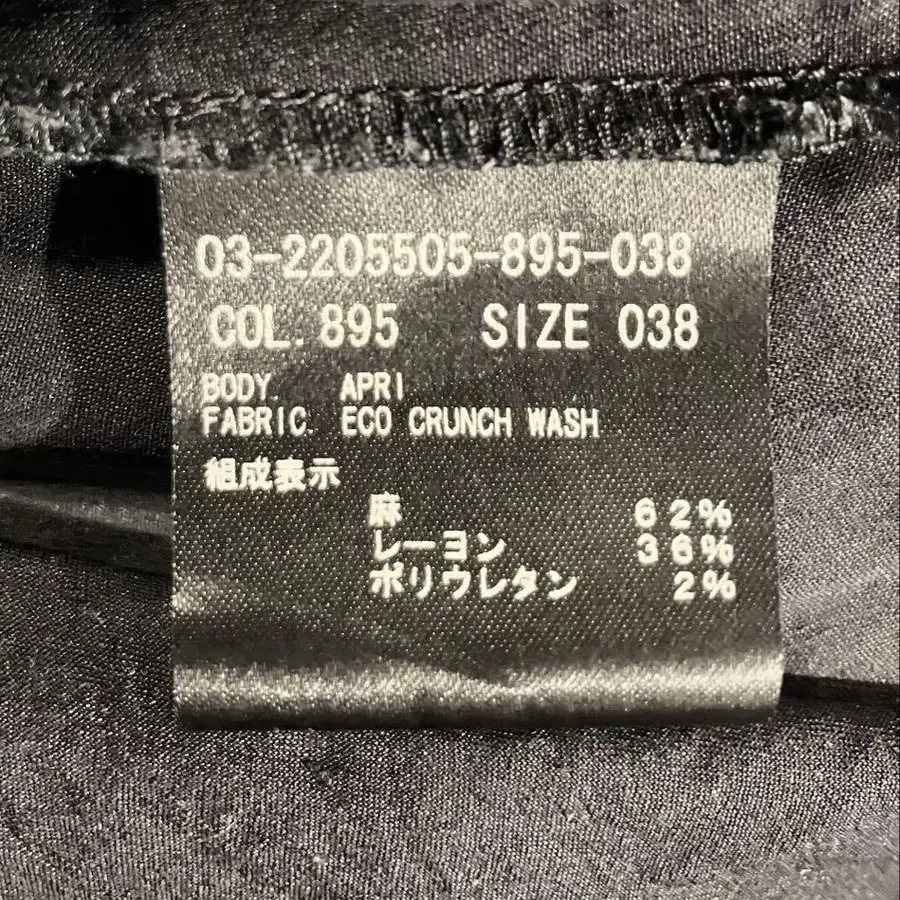 03-2205505-895-038
COL. 895 SIZE 038
BODY. APRI
FABRIC. ECO CRUNCH WASH
組成表示
麻 62%
レーヨン 36%
ポリウレタン 2%